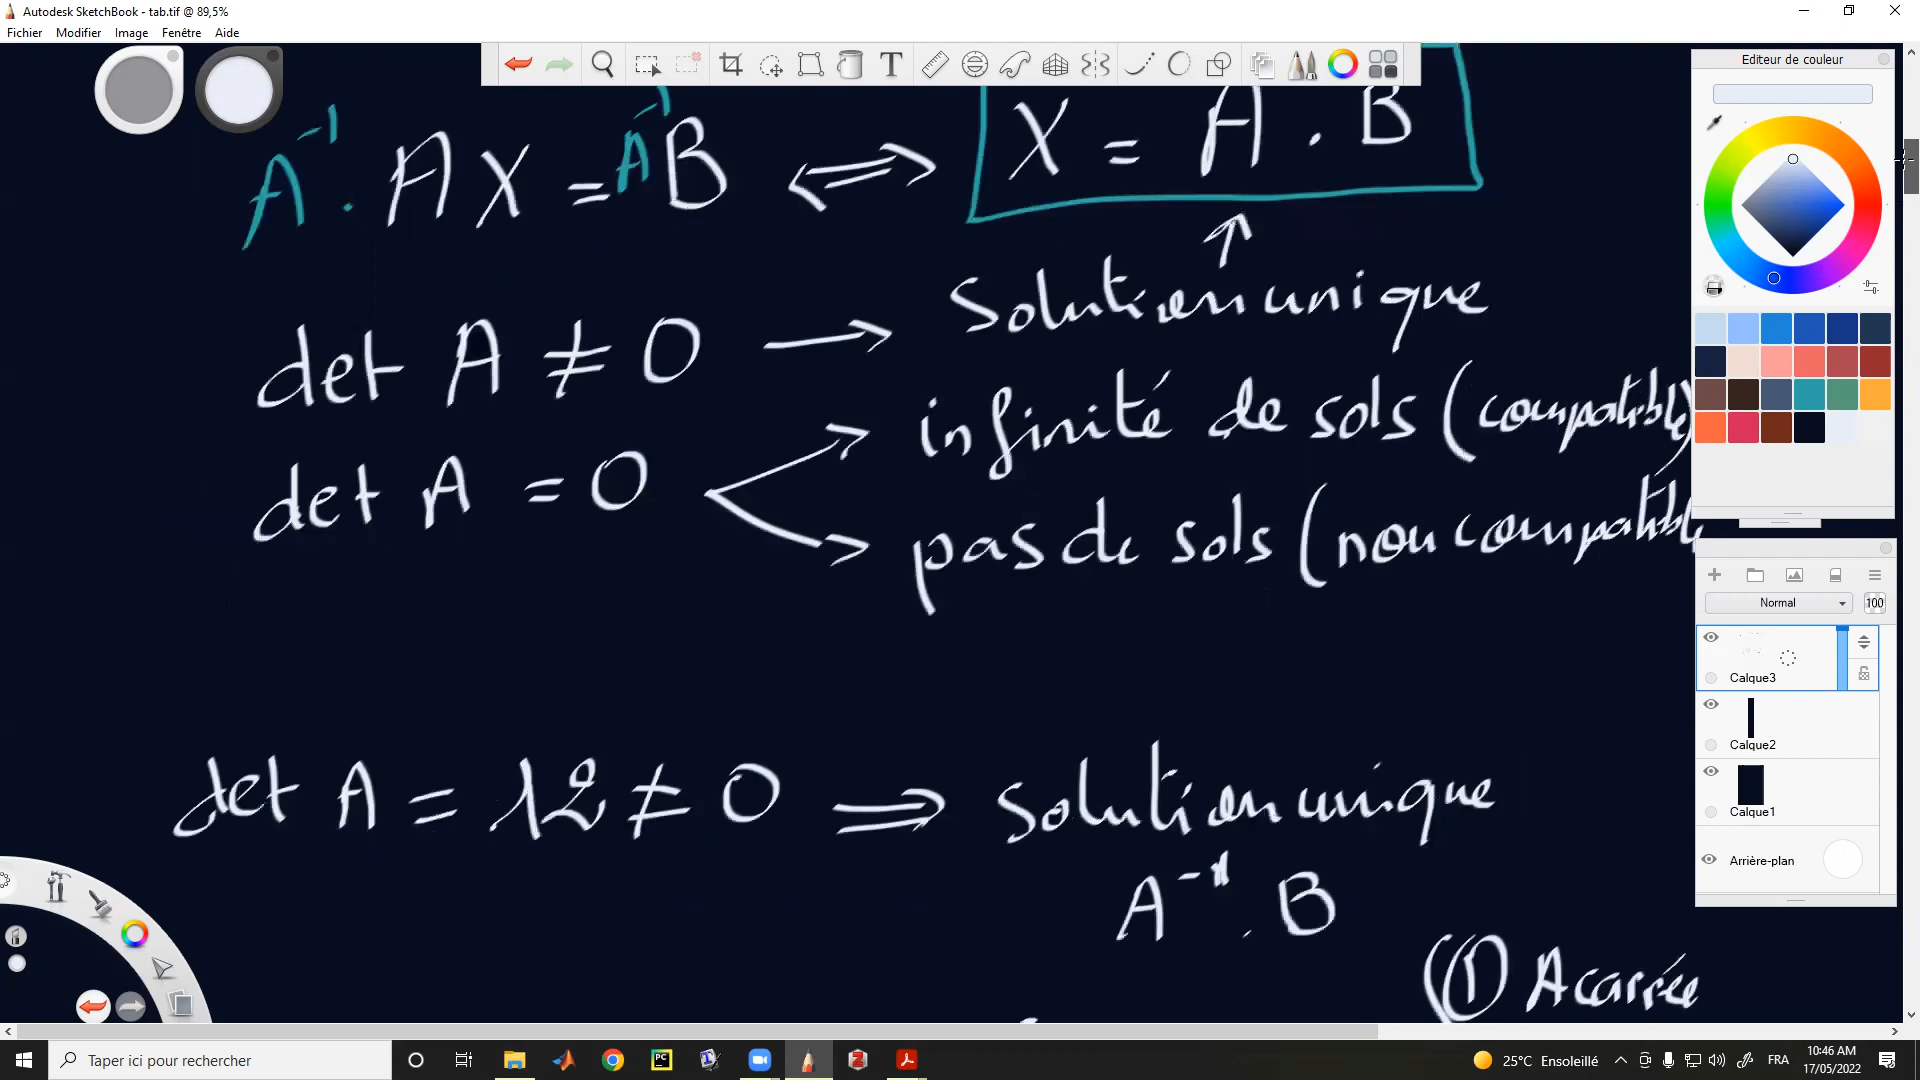 Autodesk SketchBook - tab.tif @ 89,5%
Fichier Modifier Image Fenêtre Aide
Editeur de couleur
A⁻¹ . A X = A⁻¹ B ⟺ X = A . B
Solution unique
det A ≠ 0 →
infinité de sols (compatible)
det A = 0
pas de sols (non compatible
Normal 100
Calque3
Calque2
Calque1
Arrière-plan
det A = 12 ≠ 0 ⟹ solution unique
A⁻¹ . B
(① A carrée
Taper ici pour rechercher
25°C Ensoleillé
FRA
10:46 AM
17/05/2022